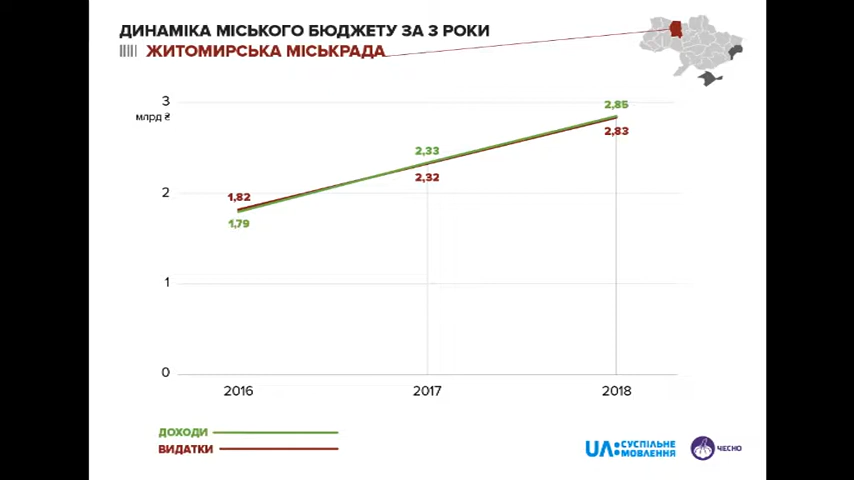 ДИНАМІКА МІСЬКОГО БЮДЖЕТУ ЗА 3 РОКИ
ЖИТОМИРСЬКА МІСЬКРАДА
3
млрд ₴
2,85
2,83
2,33
2,32
2
1,82
1,79
1
0
2016 2017 2018
ДОХОДИ
ВИДАТКИ
UA: СУСПІЛЬНЕ
МОВЛЕННЯ
ЧЕСНО